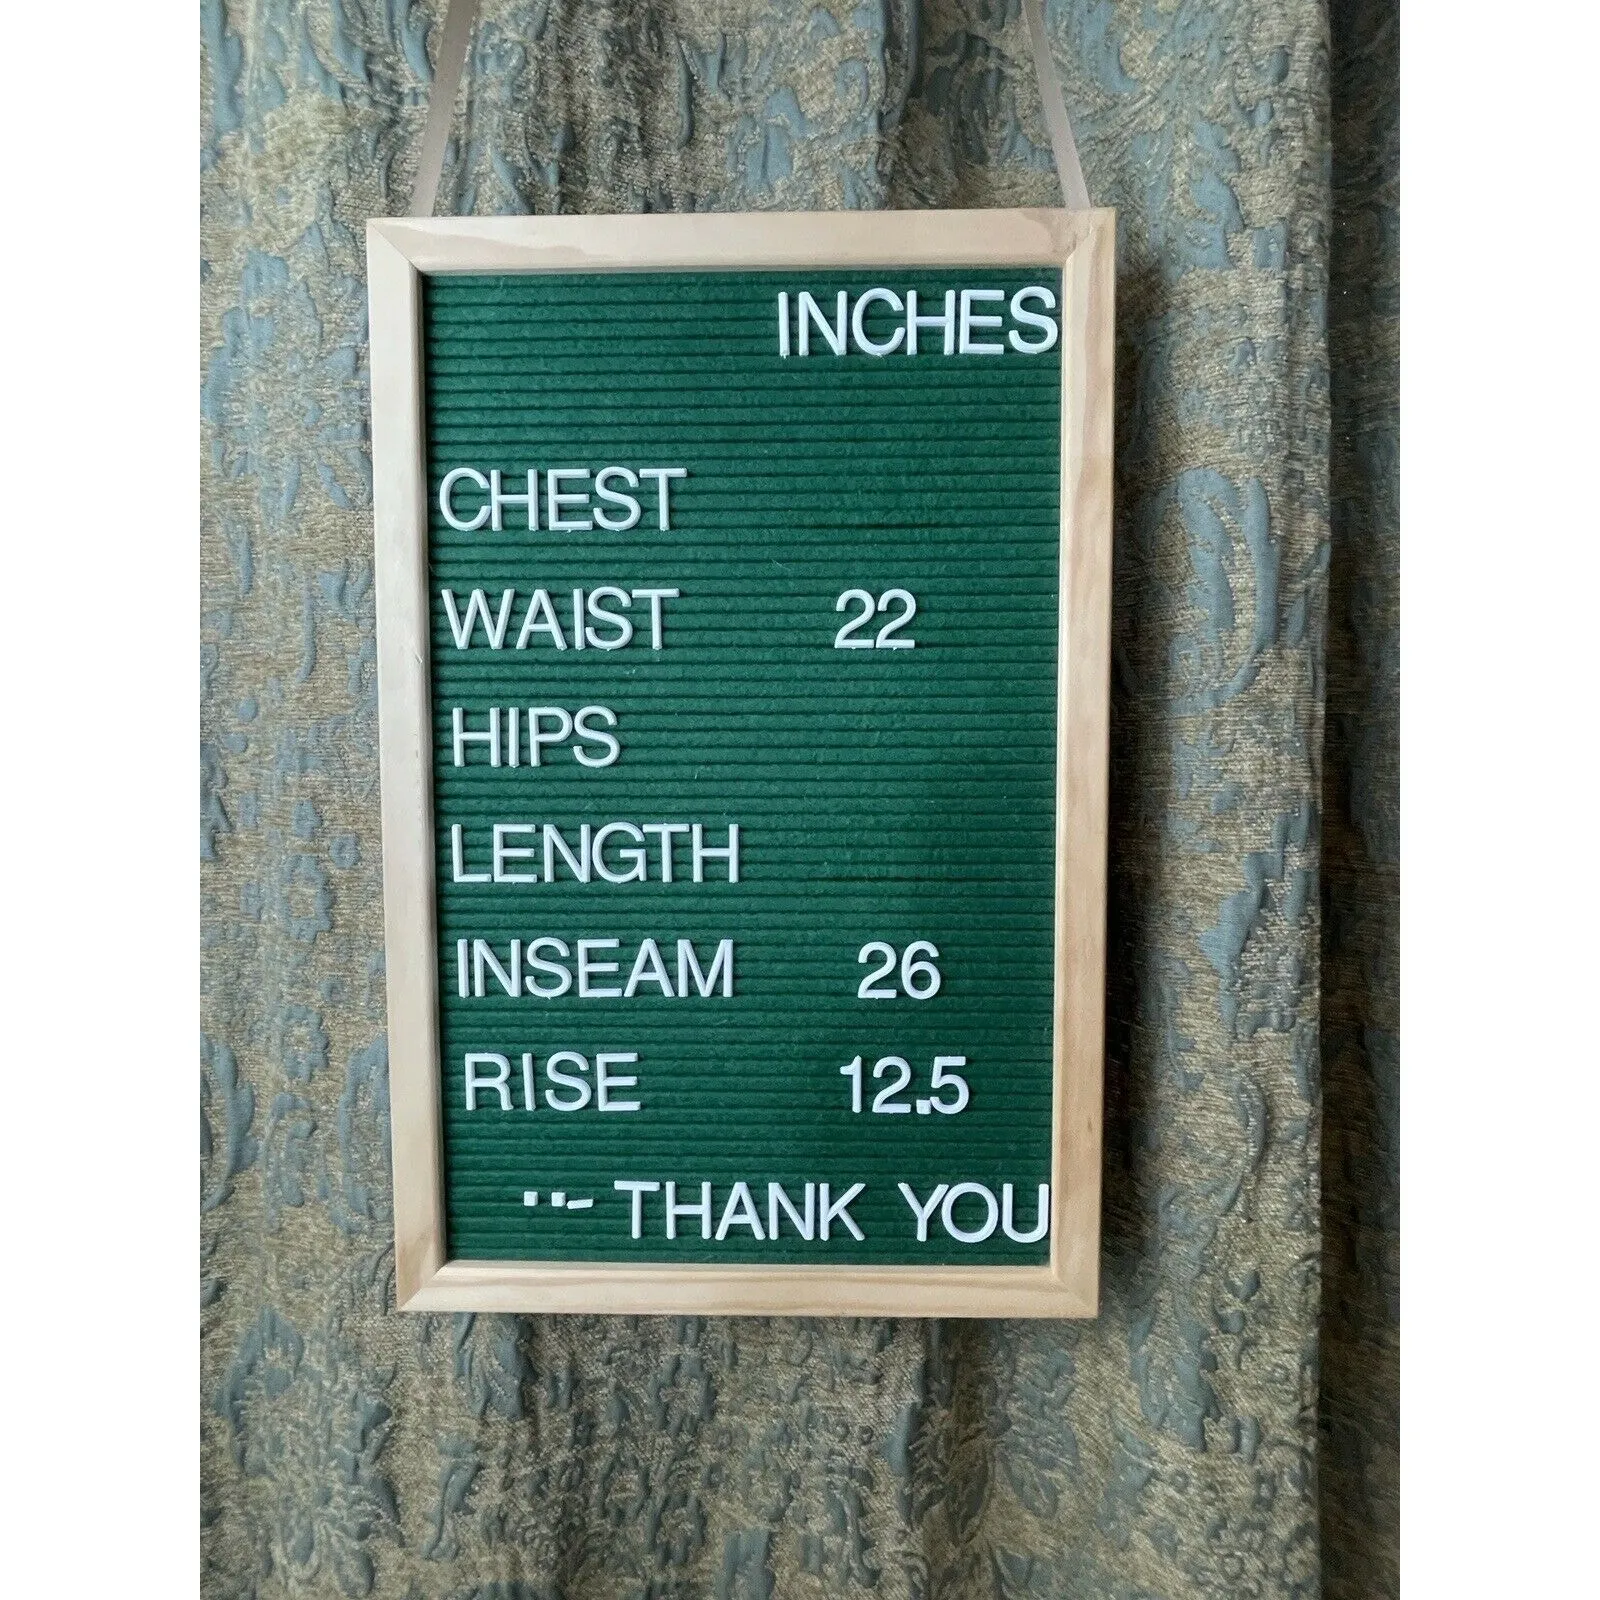 INCHES
CHEST
WAIST 22
HIPS
LENGTH
INSEAM 26
RISE 12.5
..- THANK YOU